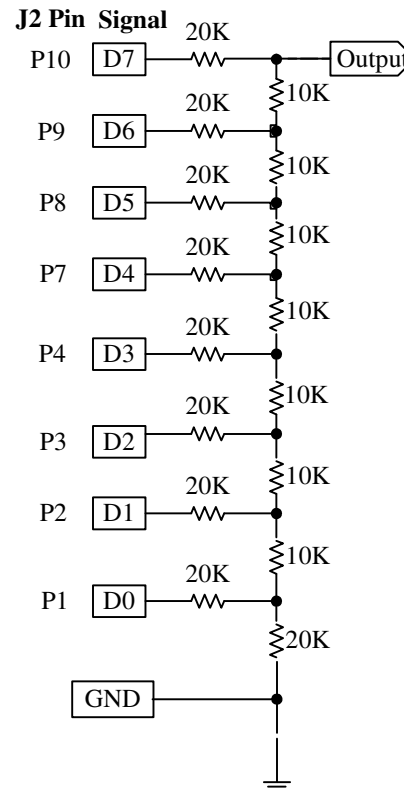 J2 Pin Signal
20K
P10 D7 Output
10K
20K
P9 D6
10K
20K
P8 D5
10K
20K
P7 D4
10K
20K
P4 D3
10K
20K
P3 D2
10K
20K
P2 D1
10K
20K
P1 D0
20K
GND